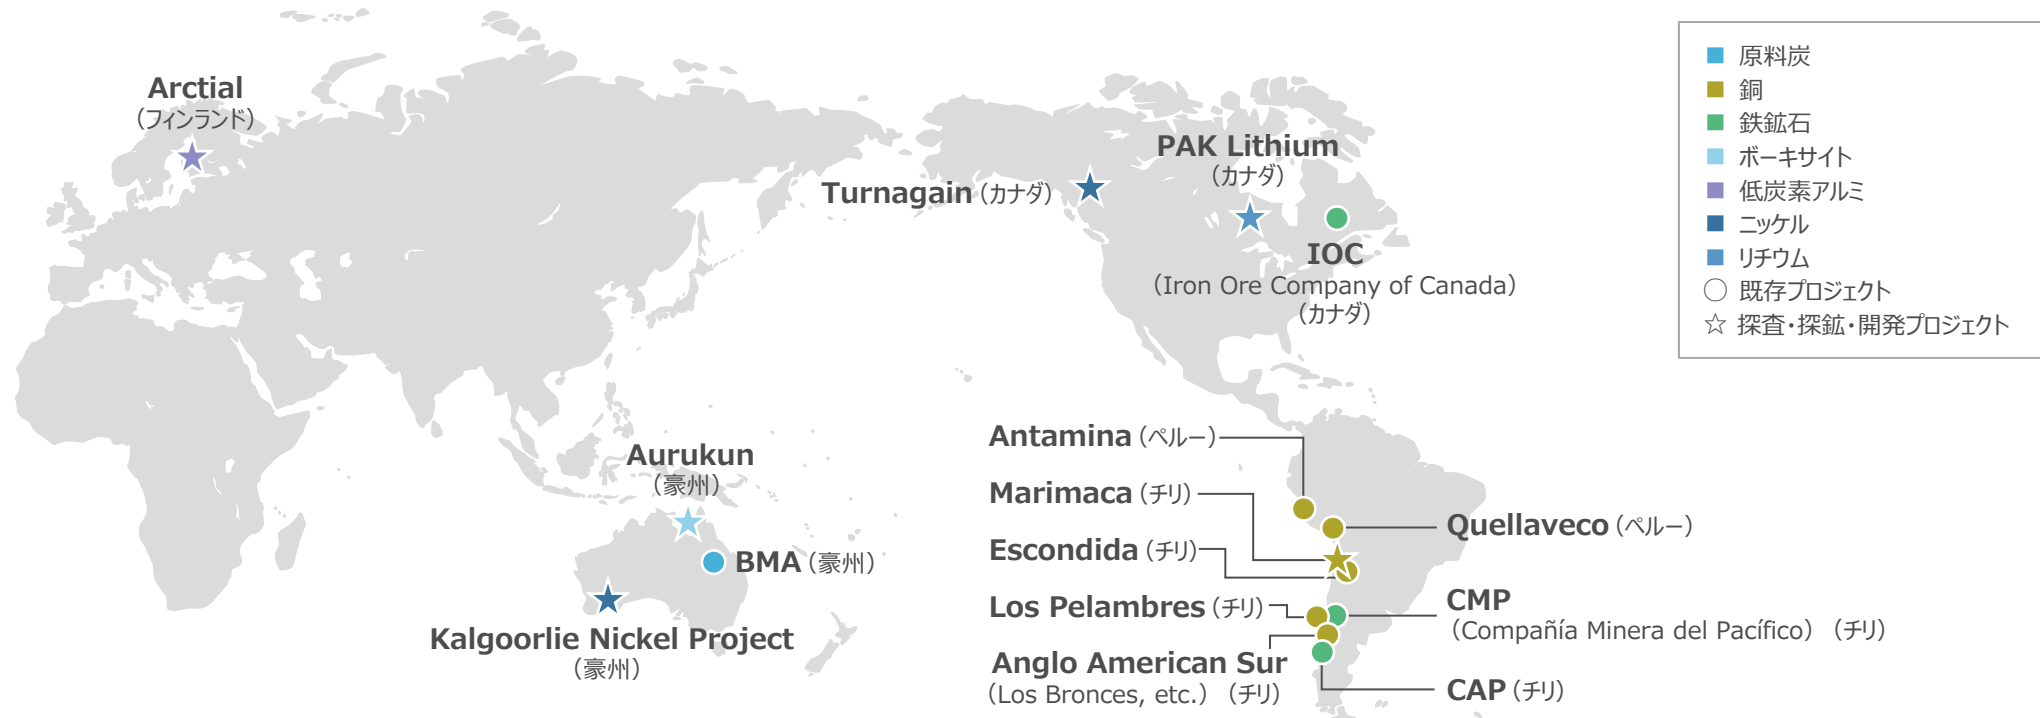 Arctial
（フィンランド）
PAK Lithium
（カナダ）
Turnagain（カナダ）
IOC
（Iron Ore Company of Canada）
（カナダ）
原料炭
銅
鉄鉱石
ボーキサイト
低炭素アルミ
ニッケル
リチウム
既存プロジェクト
探査・探鉱・開発プロジェクト
Aurukun
（豪州）
BMA（豪州）
Kalgoorlie Nickel Project
（豪州）
Antamina（ペルー）
Marimaca（チリ）
Escondida（チリ）
Los Pelambres（チリ）
Anglo American Sur
（Los Bronces, etc.）（チリ）
Quellaveco（ペルー）
CMP
（Compañía Minera del Pacífico）（チリ）
CAP（チリ）